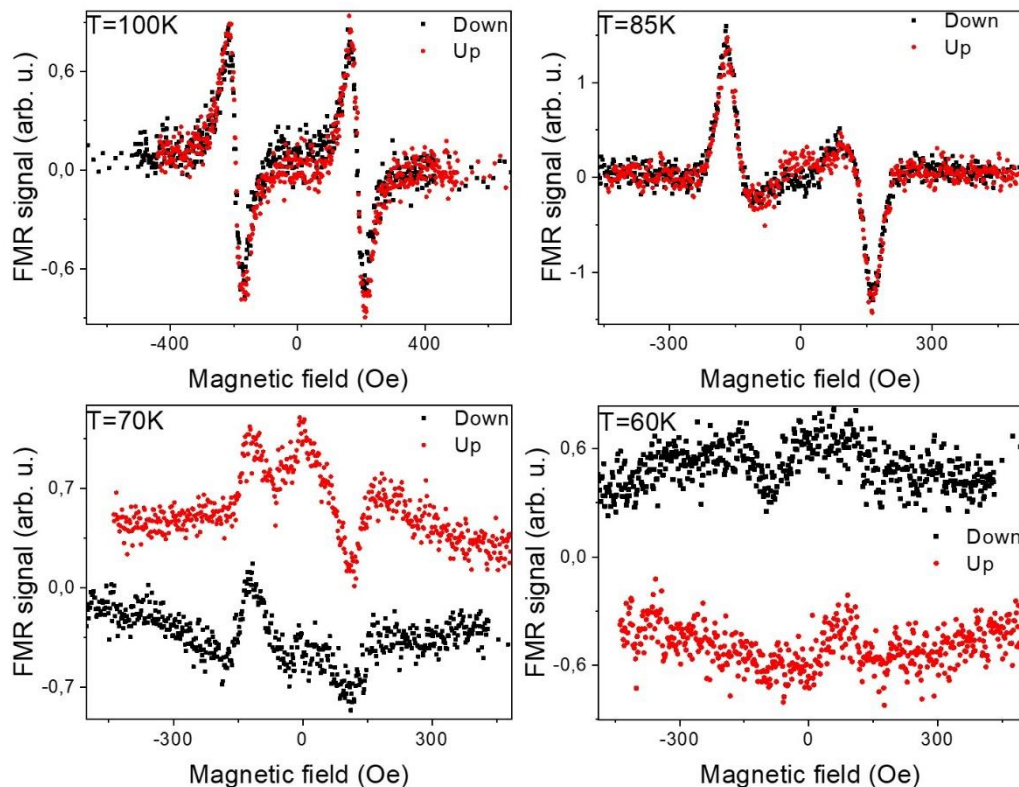 T=100K
Down
Up
FMR signal (arb. u.)
0,6
0,0
-0,6
-400
0
400
Magnetic field (Oe)
T=85K
Down
Up
FMR signal (arb. u.)
1
0
-1
-300
0
300
Magnetic field (Oe)
T=70K
Down
Up
FMR signal (arb. u.)
0,7
0,0
-0,7
-300
0
300
Magnetic field (Oe)
T=60K
Down
Up
FMR signal (arb. u.)
0,6
0,0
-0,6
-300
0
300
Magnetic field (Oe)